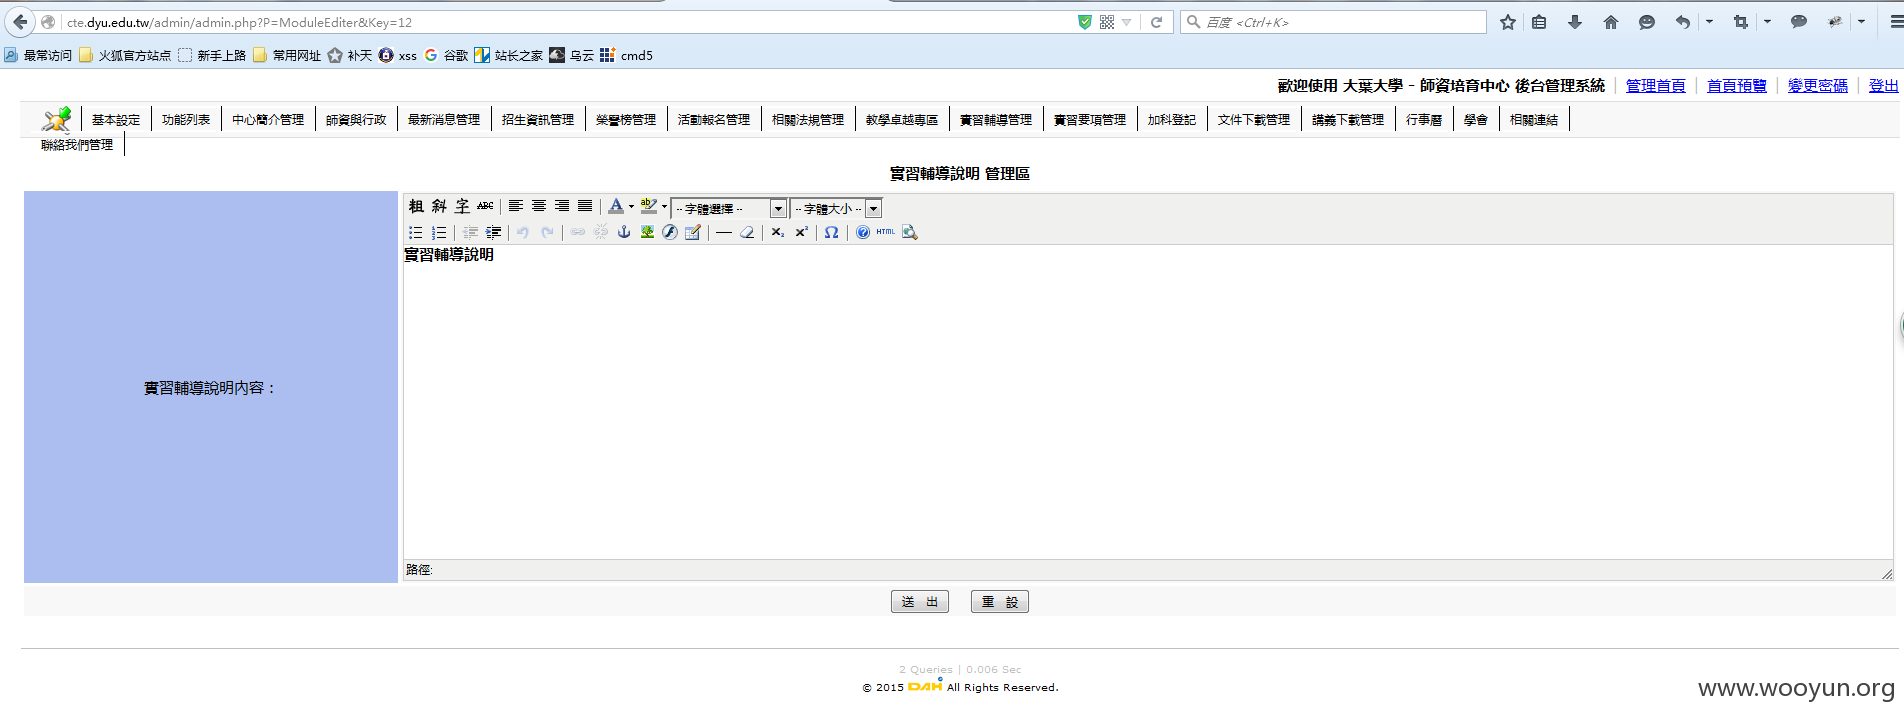 cte.dyu.edu.tw/admin/admin.php?P=ModuleEditer&Key=12
百度 <Ctrl+K>
最常访问 火狐官方站点 新手上路 常用网址 补天 xss 谷歌 站长之家 乌云 cmd5
歡迎使用 大葉大學 - 師資培育中心 後台管理系統 | 管理首頁 | 首頁預覽 | 變更密碼 | 登出
基本設定 功能列表 中心簡介管理 師資與行政 最新消息管理 招生資訊管理 榮譽榜管理 活動報名管理 相關法規管理 教學卓越專區 實習輔導管理 實習要項管理 加科登記 文件下載管理 講義下載管理 行事曆 學會 相關連結
聯絡我們管理
實習輔導說明 管理區
粗 斜 字 ABC A ab -- 字體選擇 -- -- 字體大小 --
HTML
實習輔導說明
實習輔導說明內容：
路徑:
送 出 重 設
2 Queries | 0.006 Sec
© 2015 DAH All Rights Reserved.
www.wooyun.org